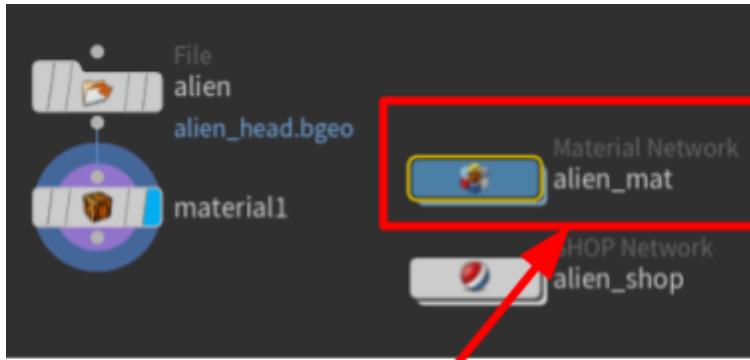 File
alien
alien_head.bgeo
material1
Material Network
alien_mat
SHOP Network
alien_shop